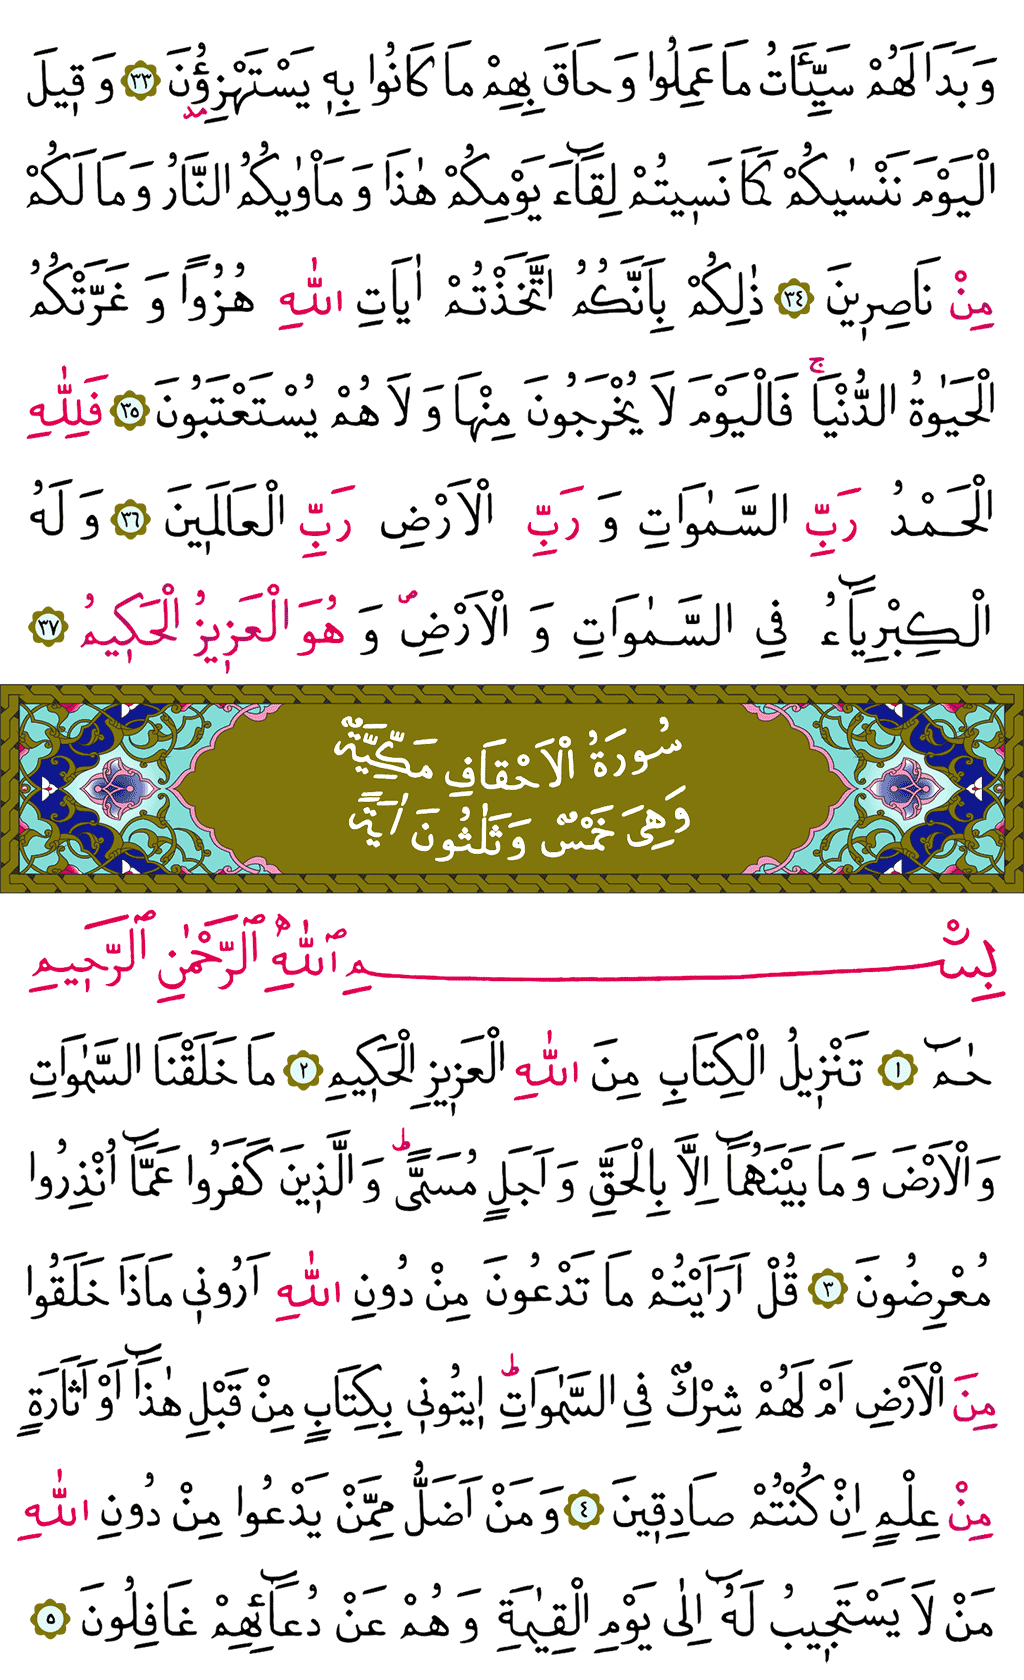 وَ بَدَا لَهُمْ سَيِّـَٔاتُ مَا عَمِلُوا وَ حَاقَ بِهِمْ مَا كَانُوا بِهٖ يَسْتَهْزِؤُ۫نَ ٣٣ وَ قٖيلَ
الْيَوْمَ نَنْسٰيكُمْ كَمَا نَسٖيتُمْ لِقَٓاءَ يَوْمِكُمْ هٰذَا وَ مَاْوٰيكُمُ النَّارُ وَ مَا لَكُمْ
مِنْ نَاصِرٖينَ ٣٤ ذٰلِكُمْ بِاَنَّكُمُ اتَّخَذْتُمْ اٰيَاتِ اللّٰهِ هُزُوًا وَ غَرَّتْكُمُ
الْحَيٰوةُ الدُّنْيَاۚ فَالْيَوْمَ لَا يُخْرَجُونَ مِنْهَا وَ لَا هُمْ يُسْتَعْتَبُونَ ٣٥ فَلِلّٰهِ
الْحَمْدُ رَبِّ السَّمٰوَاتِ وَ رَبِّ الْاَرْضِ رَبِّ الْعَالَمٖينَ ٣٦ وَ لَهُ
الْكِبْرِيَٓاءُ فِى السَّمٰوَاتِ وَ الْاَرْضِۖ وَ هُوَ الْعَزٖيزُ الْحَكٖيمُ ٣٧
سُورَةُ الْاَحْقَافِ مَكِّيَّةٌ
وَهِىَ خَمْسٌ وَ ثَلٰثُونَ اٰيَةً
بِسْمِ ٱللّٰهِ ٱلرَّحْمٰنِ ٱلرَّحٖيمِ
حٰمٓ ١ تَنْزٖيلُ الْكِتَابِ مِنَ اللّٰهِ الْعَزٖيزِ الْحَكٖيمِ ٢ مَا خَلَقْنَا السَّمٰوَاتِ
وَالْاَرْضَ وَ مَا بَيْنَهُمَٓا اِلَّا بِالْحَقِّ وَ اَجَلٍ مُسَمًّىؕ وَ الَّذٖينَ كَفَرُوا عَمَّٓا اُنْذِرُوا
مُعْرِضُونَ ٣ قُلْ اَرَاَيْتُمْ مَا تَدْعُونَ مِنْ دُونِ اللّٰهِ اَرُونٖى مَاذَا خَلَقُوا
مِنَ الْاَرْضِ اَمْ لَهُمْ شِرْكٌ فِى السَّمٰوَاتِؕ اٖيتُونٖى بِكِتَابٍ مِنْ قَبْلِ هٰذَٓا اَوْ اَثَارَةٍ
مِنْ عِلْمٍ اِنْ كُنْتُمْ صَادِقٖينَ ٤ وَ مَنْ اَضَلُّ مِمَّنْ يَدْعُوا مِنْ دُونِ اللّٰهِ
مَنْ لَا يَسْتَجٖيبُ لَهُٓ اِلٰى يَوْمِ الْقِيٰمَةِ وَ هُمْ عَنْ دُعَٓائِهِمْ غَافِلُونَ ٥